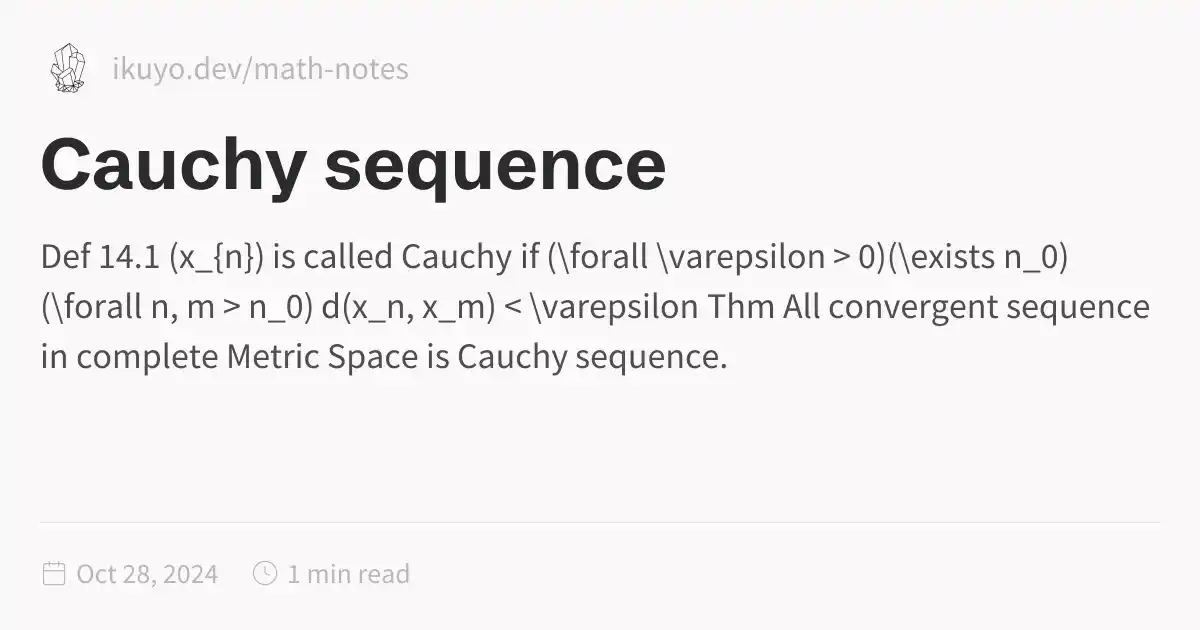 ikuyo.dev/math-notes
Cauchy sequence
Def 14.1 (x_{n}) is called Cauchy if (\forall \varepsilon > 0)(\exists n_0)
(\forall n, m > n_0) d(x_n, x_m) < \varepsilon Thm All convergent sequence
in complete Metric Space is Cauchy sequence.
Oct 28, 2024 1 min read